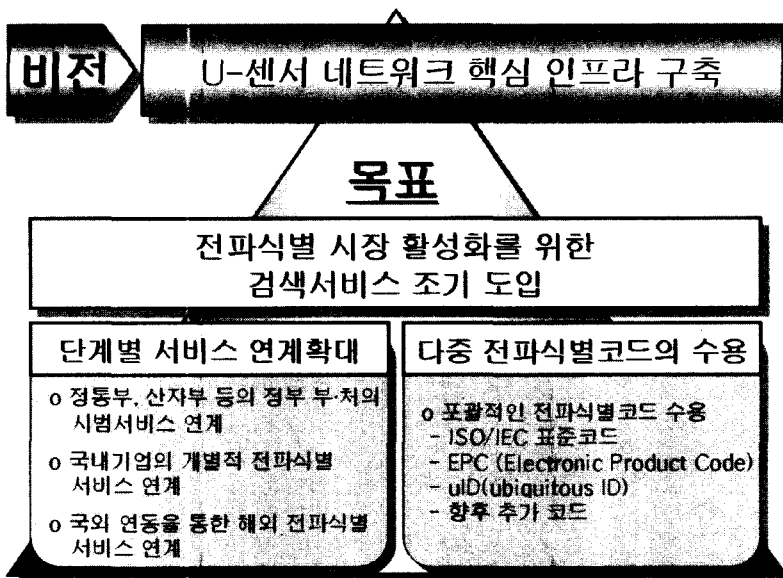 비전
U-센서 네트워크 핵심 인프라 구축
목표
전파식별 시장 활성화를 위한
검색서비스 조기 도입
단계별 서비스 연계확대
o 정통부, 산자부 등의 정부 부·처의
시범서비스 연계
o 국내기업의 개별적 전파식별
서비스 연계
o 국외 연동을 통한 해외 전파식별
서비스 연계
다중 전파식별코드의 수용
o 포괄적인 전파식별코드 수용
- ISO/IEC 표준코드
- EPC (Electronic Product Code)
- uID(ubiquitous ID)
- 향후 추가 코드